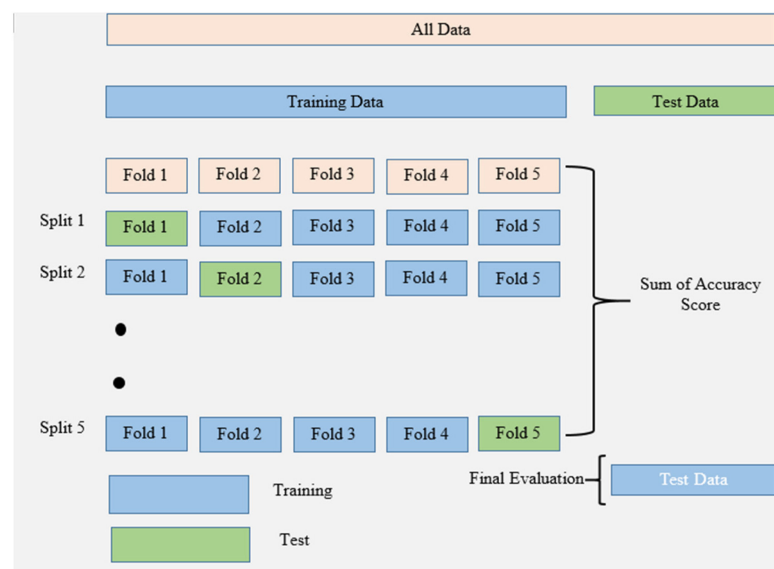 All Data
Training Data
Test Data
Fold 1 Fold 2 Fold 3 Fold 4 Fold 5
Split 1 Fold 1 Fold 2 Fold 3 Fold 4 Fold 5
Split 2 Fold 1 Fold 2 Fold 3 Fold 4 Fold 5
Sum of Accuracy
Score
Split 5 Fold 1 Fold 2 Fold 3 Fold 4 Fold 5
Final Evaluation
Test Data
Training
Test